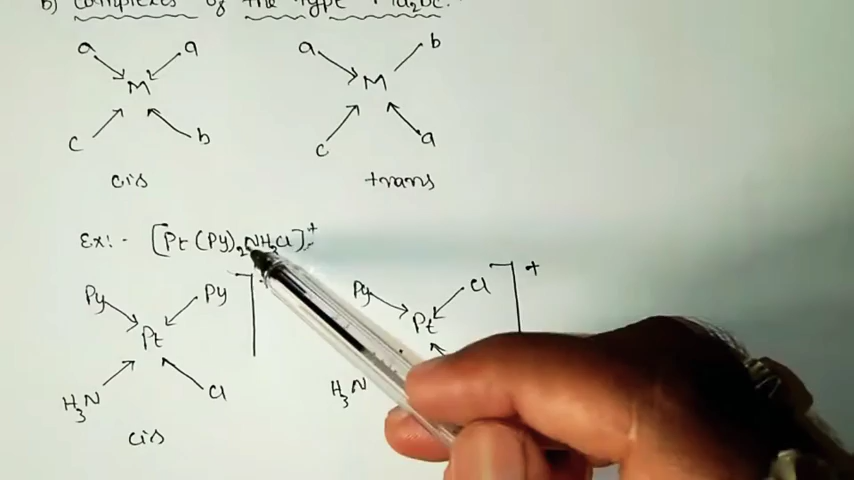 b) Complexes of the type Ma₂bc.
a a a b
M M
c b c a
cis trans
Ex:- [Pt(Py)₂NH₃Cl]⁺
Py Py Py Cl +
Pt Pt
H₃N Cl H₃N
cis